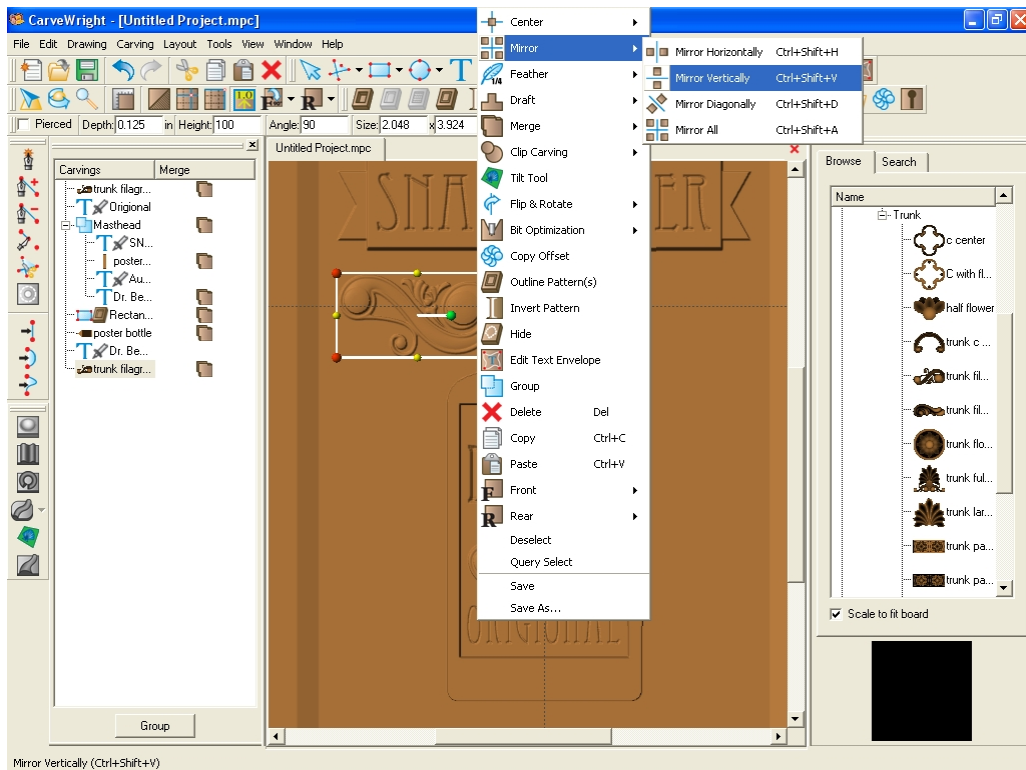 CarveWright - [Untitled Project.mpc]
File Edit Drawing Carving Layout Tools View Window Help
T
1.0 F R
Pierced Depth: 0.125 in Height: 100 Angle: 90 Size: 2.048 x 3.924
Carvings Merge
trunk filagr...
T Origional
Masthead
T SN...
poster...
T Au...
T Dr. Be...
Rectan...
poster bottle
T Dr. Be...
trunk filagr...
Group
Untitled Project.mpc
SNA ER
ORIGIONAL
Center
Mirror
1/4 Feather
Draft
Merge
Clip Carving
Tilt Tool
Flip & Rotate
Bit Optimization
Copy Offset
Outline Pattern(s)
Invert Pattern
Hide
Edit Text Envelope
Group
Delete Del
Copy Ctrl+C
Paste Ctrl+V
F Front
R Rear
Deselect
Query Select
Save
Save As...
Mirror Horizontally Ctrl+Shift+H
Mirror Vertically Ctrl+Shift+V
Mirror Diagonally Ctrl+Shift+D
Mirror All Ctrl+Shift+A
Browse Search
Name
Trunk
c center
C with fl...
half flower
trunk c ...
trunk fil...
trunk fil...
trunk flo...
trunk ful...
trunk lar...
trunk pa...
trunk pa...
Scale to fit board
Mirror Vertically (Ctrl+Shift+V)